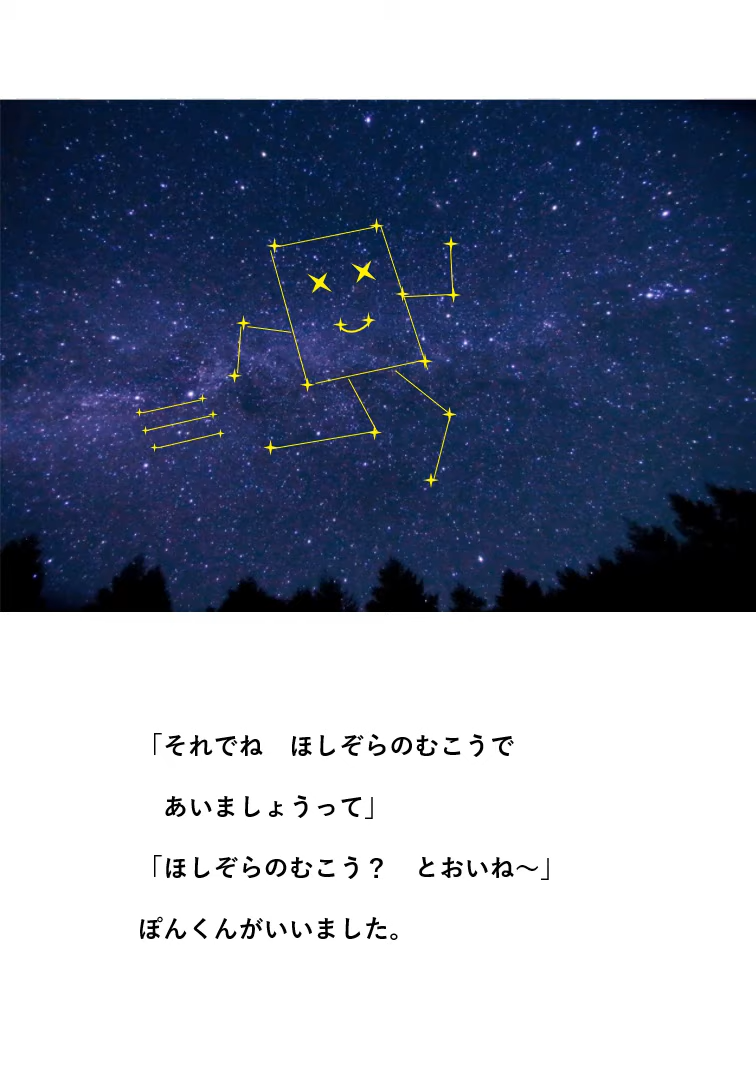 「それでね　ほしぞらのむこうで
　あいましょうって」
「ほしぞらのむこう？　とおいね〜」
ぽんくんがいいました。